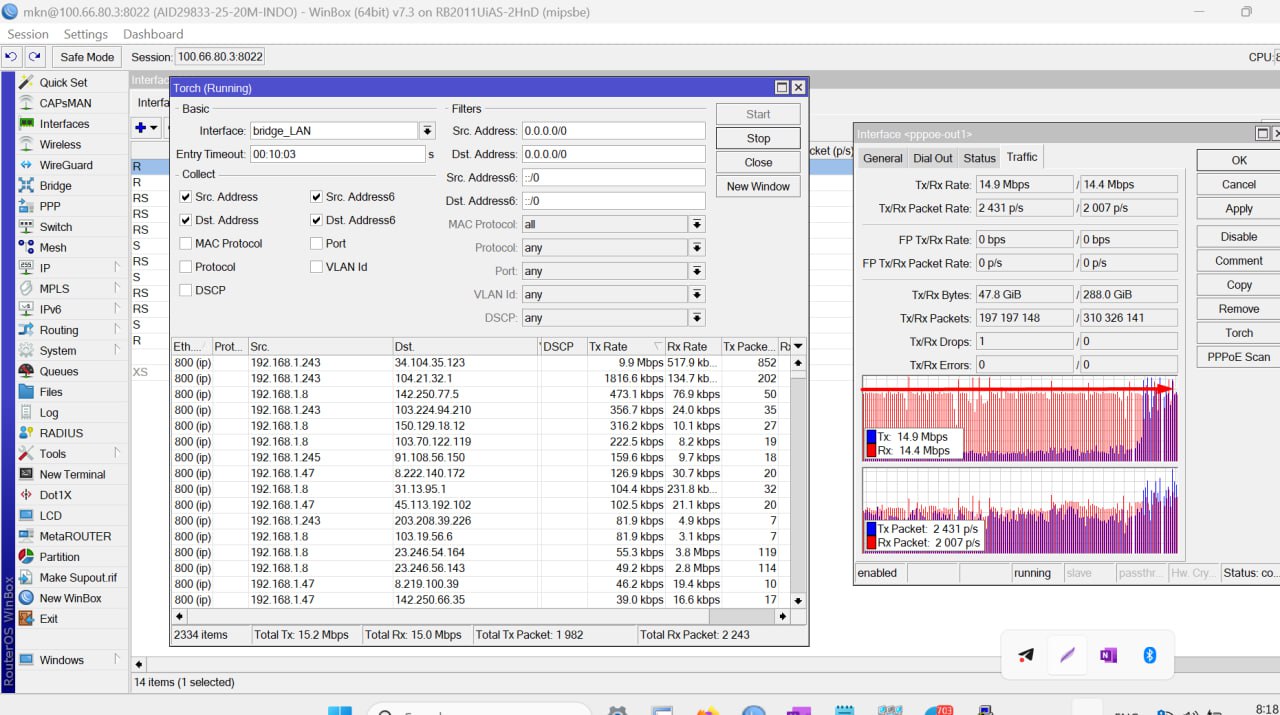 mkn@100.66.80.3:8022 (AID29833-25-20M-INDO) - WinBox (64bit) v7.3 on RB2011UiAS-2HnD (mipsbe)
Session Settings Dashboard
Safe Mode Session: 100.66.80.3:8022 CPU:
Quick Set
CAPsMAN
Interfaces
Wireless
WireGuard
Bridge
PPP
Switch
Mesh
IP
MPLS
IPv6
Routing
System
Queues
Files
Log
RADIUS
Tools
New Terminal
Dot1X
LCD
MetaROUTER
Partition
Make Supout.rif
New WinBox
Exit
Windows
RouterOS WinBox
R
R
RS
RS
RS
S
RS
S
RS
RS
S
R
XS
14 items (1 selected)
Torch (Running)
Basic
Interface: bridge_LAN
Entry Timeout: 00:10:03 s
Collect
Src. Address Src. Address6
Dst. Address Dst. Address6
MAC Protocol Port
Protocol VLAN Id
DSCP
Filters
Src. Address: 0.0.0.0/0
Dst. Address: 0.0.0.0/0
Src. Address6: ::/0
Dst. Address6: ::/0
MAC Protocol: all
Protocol: any
Port: any
VLAN Id: any
DSCP: any
Start
Stop
Close
New Window
Eth... Prot... Src. Dst. DSCP Tx Rate Rx Rate Tx Packe...
800 (ip) 192.168.1.243 34.104.35.123 9.9 Mbps 517.9 kb... 852
800 (ip) 192.168.1.243 104.21.32.1 1816.6 kbps 134.7 kb... 202
800 (ip) 192.168.1.8 142.250.77.5 473.1 kbps 76.9 kbps 50
800 (ip) 192.168.1.243 103.224.94.210 356.7 kbps 24.0 kbps 35
800 (ip) 192.168.1.8 150.129.18.12 316.2 kbps 10.1 kbps 27
800 (ip) 192.168.1.8 103.70.122.119 222.5 kbps 8.2 kbps 19
800 (ip) 192.168.1.245 91.108.56.150 159.6 kbps 9.7 kbps 18
800 (ip) 192.168.1.47 8.222.140.172 126.9 kbps 30.7 kbps 20
800 (ip) 192.168.1.8 31.13.95.1 104.4 kbps 231.8 kb... 32
800 (ip) 192.168.1.47 45.113.192.102 102.5 kbps 21.1 kbps 20
800 (ip) 192.168.1.243 203.208.39.226 81.9 kbps 4.9 kbps 7
800 (ip) 192.168.1.8 103.19.56.6 81.9 kbps 3.1 kbps 7
800 (ip) 192.168.1.8 23.246.54.164 55.3 kbps 3.8 Mbps 119
800 (ip) 192.168.1.8 23.246.56.143 49.2 kbps 2.8 Mbps 114
800 (ip) 192.168.1.47 46.2 kbps 19.4 kbps 10
800 (ip) 192.168.1.47 142.250.66.35 39.0 kbps 16.6 kbps 17
2334 items Total Tx: 15.2 Mbps Total Rx: 15.0 Mbps Total Tx Packet: 1 982 Total Rx Packet: 2 243
Interface <pppoe-out1>
General Dial Out Status Traffic
Tx/Rx Rate: 14.9 Mbps / 14.4 Mbps
Tx/Rx Packet Rate: 2 431 p/s / 2 007 p/s
FP Tx/Rx Rate: 0 bps / 0 bps
FP Tx/Rx Packet Rate: 0 p/s / 0 p/s
Tx/Rx Bytes: 47.8 GiB / 288.0 GiB
Tx/Rx Packets: 197 197 148 / 310 326 141
Tx/Rx Drops: 1 / 0
Tx/Rx Errors: 0 / 0
Tx: 14.9 Mbps
Rx: 14.4 Mbps
Tx Packet: 2 431 p/s
Rx Packet: 2 007 p/s
OK
Cancel
Apply
Disable
Comment
Copy
Remove
Torch
PPPoE Scan
enabled running slave passthr... Hw. Cry... Status: co...
703
8:18